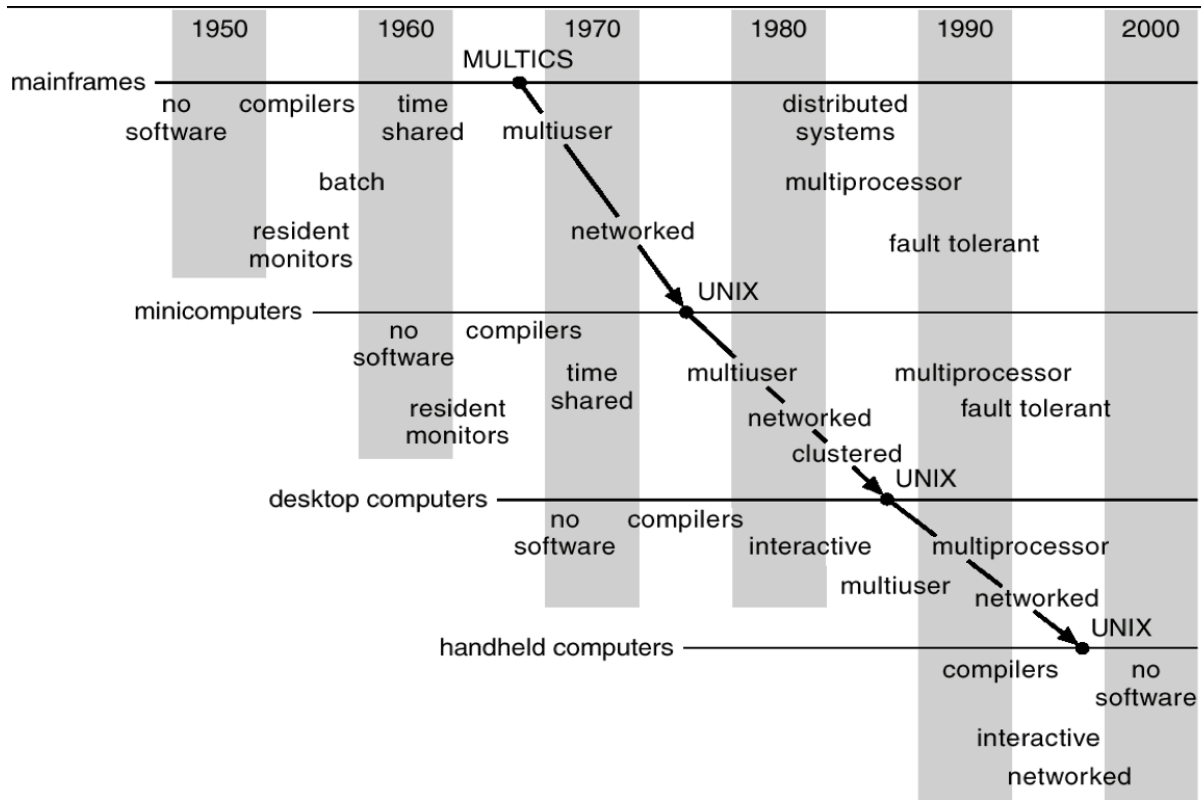 1950 1960 1970 1980 1990 2000
MULTICS
mainframes
no compilers time distributed
software shared multiuser systems
batch multiprocessor
resident networked
monitors fault tolerant
UNIX
minicomputers
no compilers
software
time multiuser multiprocessor
shared
resident networked fault tolerant
monitors
clustered
UNIX
desktop computers
no compilers
software interactive multiprocessor
multiuser networked
UNIX
handheld computers
compilers no
software
interactive
networked